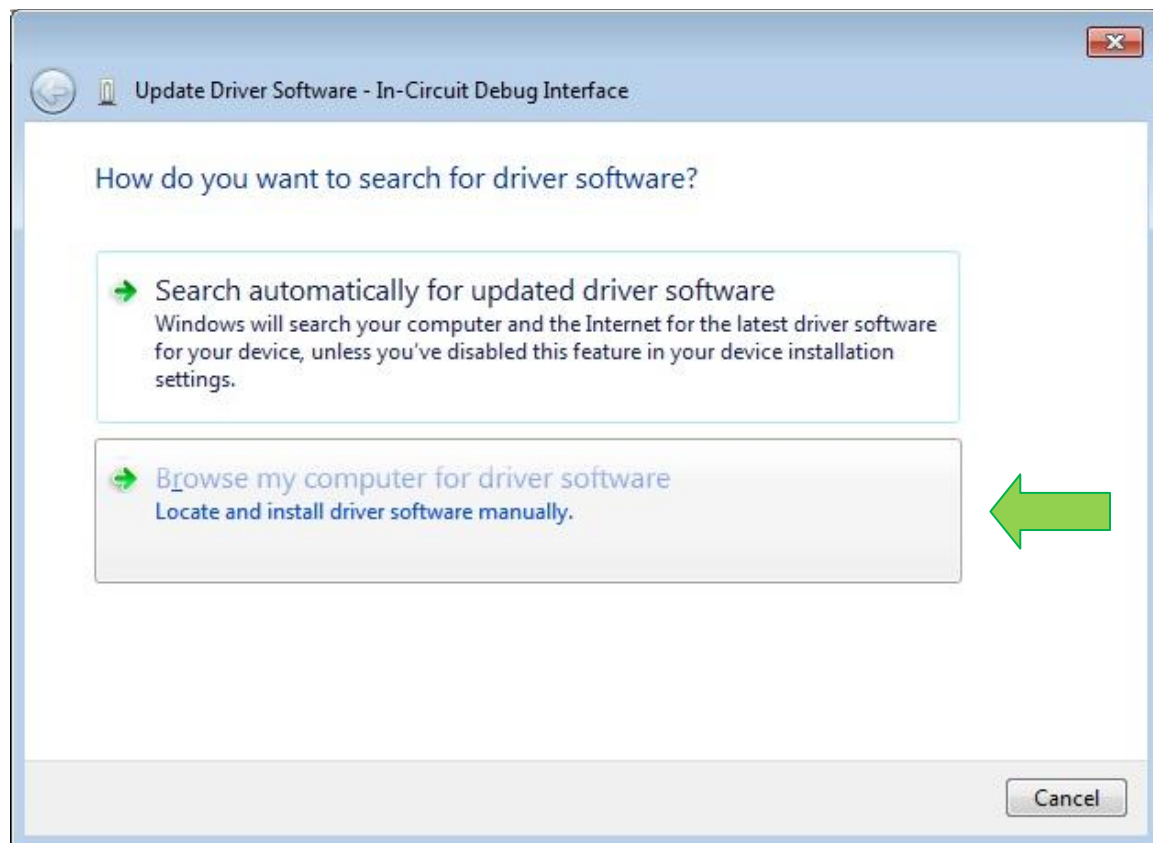 Update Driver Software - In-Circuit Debug Interface
How do you want to search for driver software?
Search automatically for updated driver software
Windows will search your computer and the Internet for the latest driver software
for your device, unless you've disabled this feature in your device installation
settings.
Browse my computer for driver software
Locate and install driver software manually.
Cancel